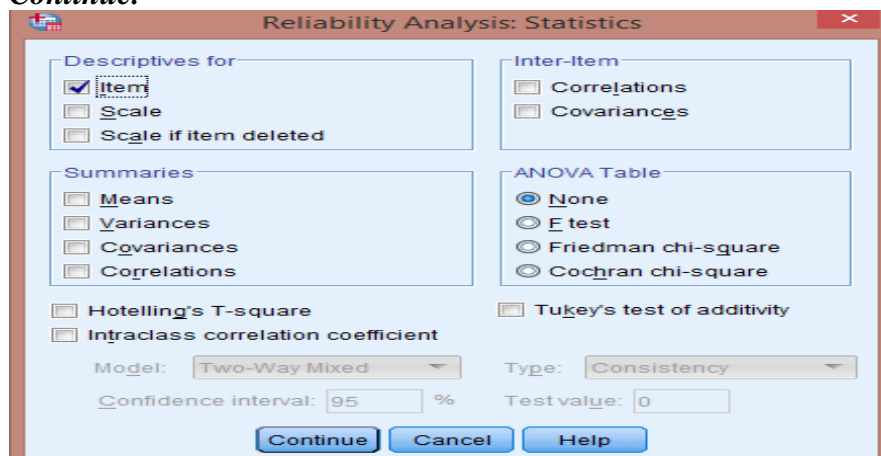 Continue.
Reliability Analysis: Statistics
Descriptives for
Item
Scale
Scale if item deleted
Inter-Item
Correlations
Covariances
Summaries
Means
Variances
Covariances
Correlations
ANOVA Table
None
F test
Friedman chi-square
Cochran chi-square
Hotelling's T-square
Tukey's test of additivity
Intraclass correlation coefficient
Model: Two-Way Mixed Type: Consistency
Confidence interval: 95 % Test value: 0
Continue Cancel Help